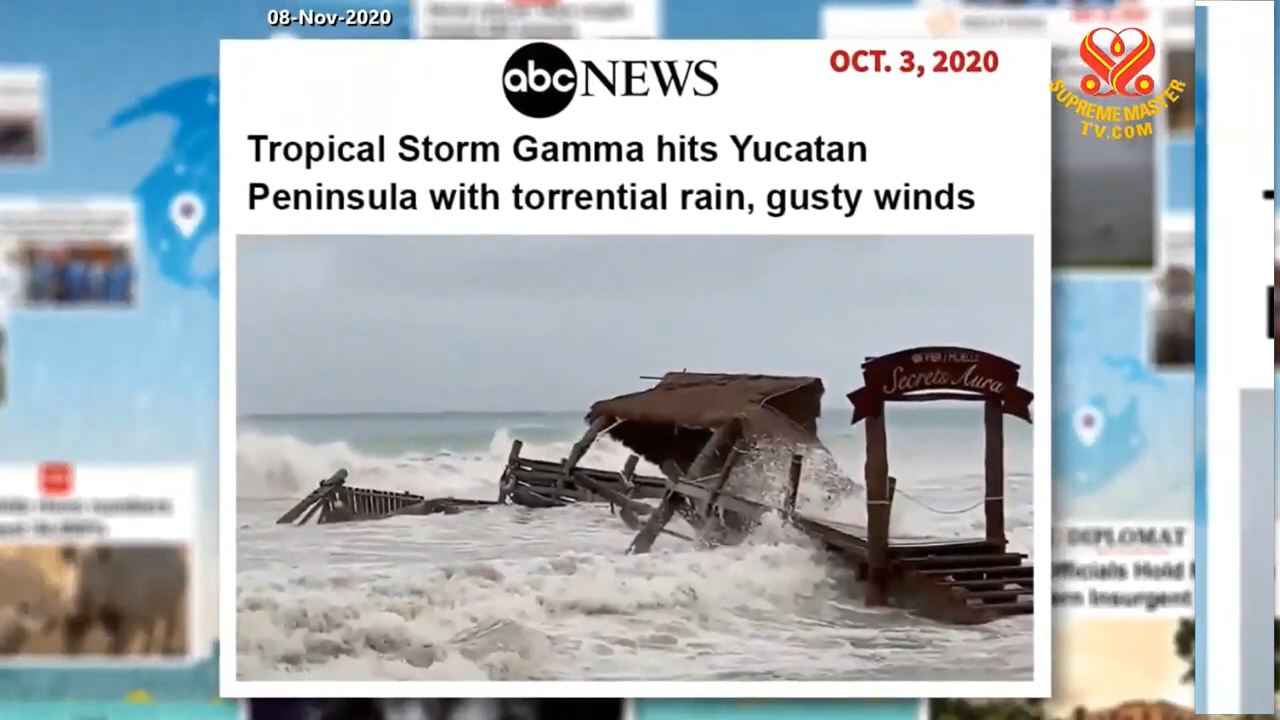 08-Nov-2020
abc NEWS
OCT. 3, 2020
SUPREME MASTER
TV.COM
Tropical Storm Gamma hits Yucatan
Peninsula with torrential rain, gusty winds
Secrets Aura
DIPLOMAT